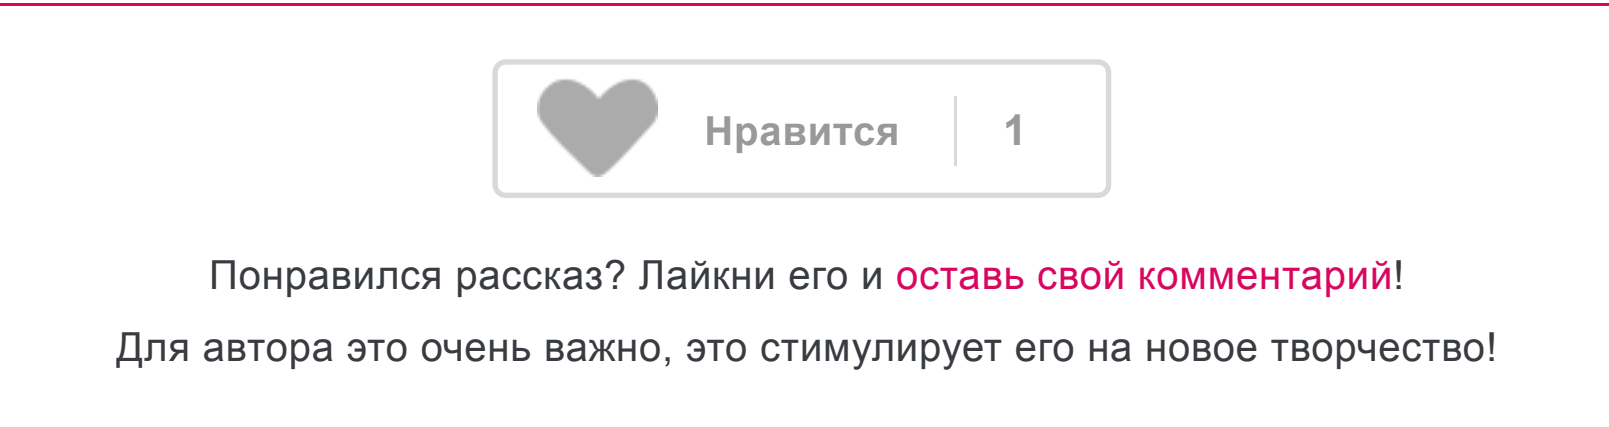 Нравится 1
Понравился рассказ? Лайкни его и оставь свой комментарий!
Для автора это очень важно, это стимулирует его на новое творчество!